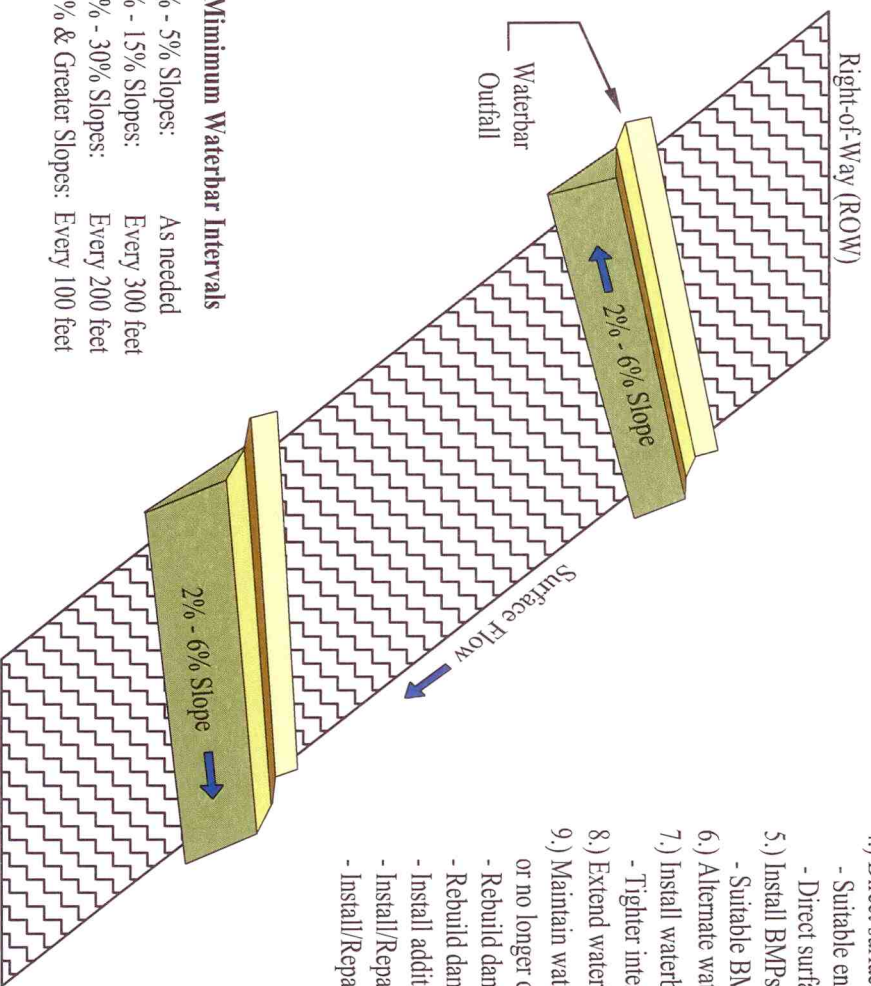 Right-of-Way (ROW)
Waterbar
Outfall
2% - 6% Slope
Surface Flow
2% - 6% Slope
Mimimum Waterbar Intervals
% - 5% Slopes: As needed
% - 15% Slopes: Every 300 feet
% - 30% Slopes: Every 200 feet
% & Greater Slopes: Every 100 feet
- Suitable en
- Direct surfa
5.) Install BMPs
- Suitable BM
6.) Alternate wa
7.) Install waterb
- Tighter inte
8.) Extend water
9.) Maintain wat
or no longer c
- Rebuild dam
- Rebuild dam
- Install addit
- Install/Repa
- Install/Repa